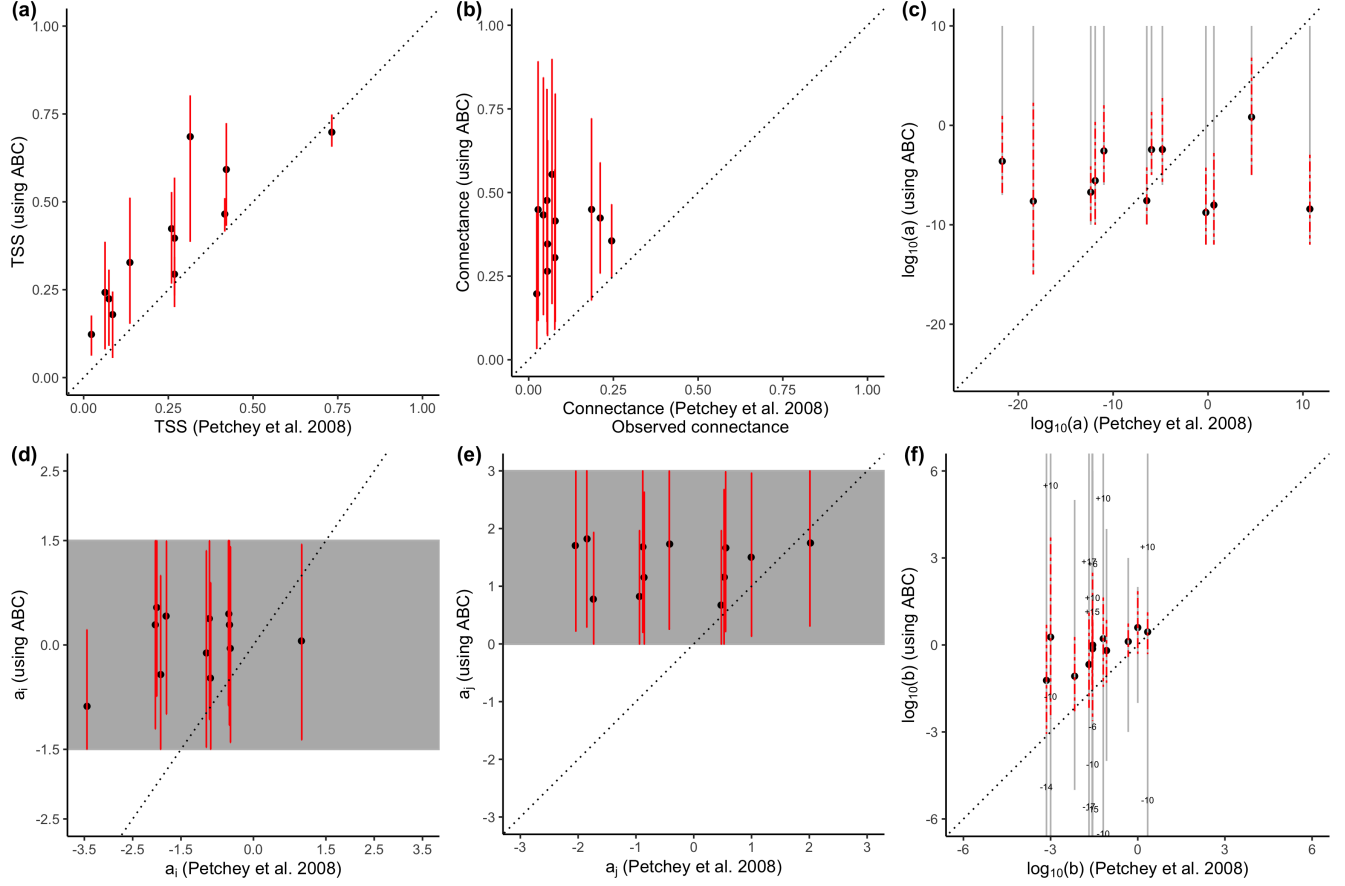 (a)
1.00
0.75
0.50
0.25
0.00
TSS (using ABC)
0.00 0.25 0.50 0.75 1.00
TSS (Petchey et al. 2008)
(b)
1.00
0.75
0.50
0.25
0.00
Connectance (using ABC)
0.00 0.25 0.50 0.75 1.00
Connectance (Petchey et al. 2008)
Observed connectance
(c)
10
0
-10
-20
log10(a) (using ABC)
-20 -10 0 10
log10(a) (Petchey et al. 2008)
(d)
2.5
1.5
0.0
-1.5
-2.5
ai (using ABC)
-3.5 -2.5 -1.5 0.0 1.5 2.5 3.5
ai (Petchey et al. 2008)
(e)
3
2
1
0
-1
-2
-3
aj (using ABC)
-3 -2 -1 0 1 2 3
aj (Petchey et al. 2008)
(f)
6
3
0
-3
-6
log10(b) (using ABC)
+10
+10
+10
+10
-10
-6
-10
-14
-10
-10
-6 -3 0 3 6
log10(b) (Petchey et al. 2008)